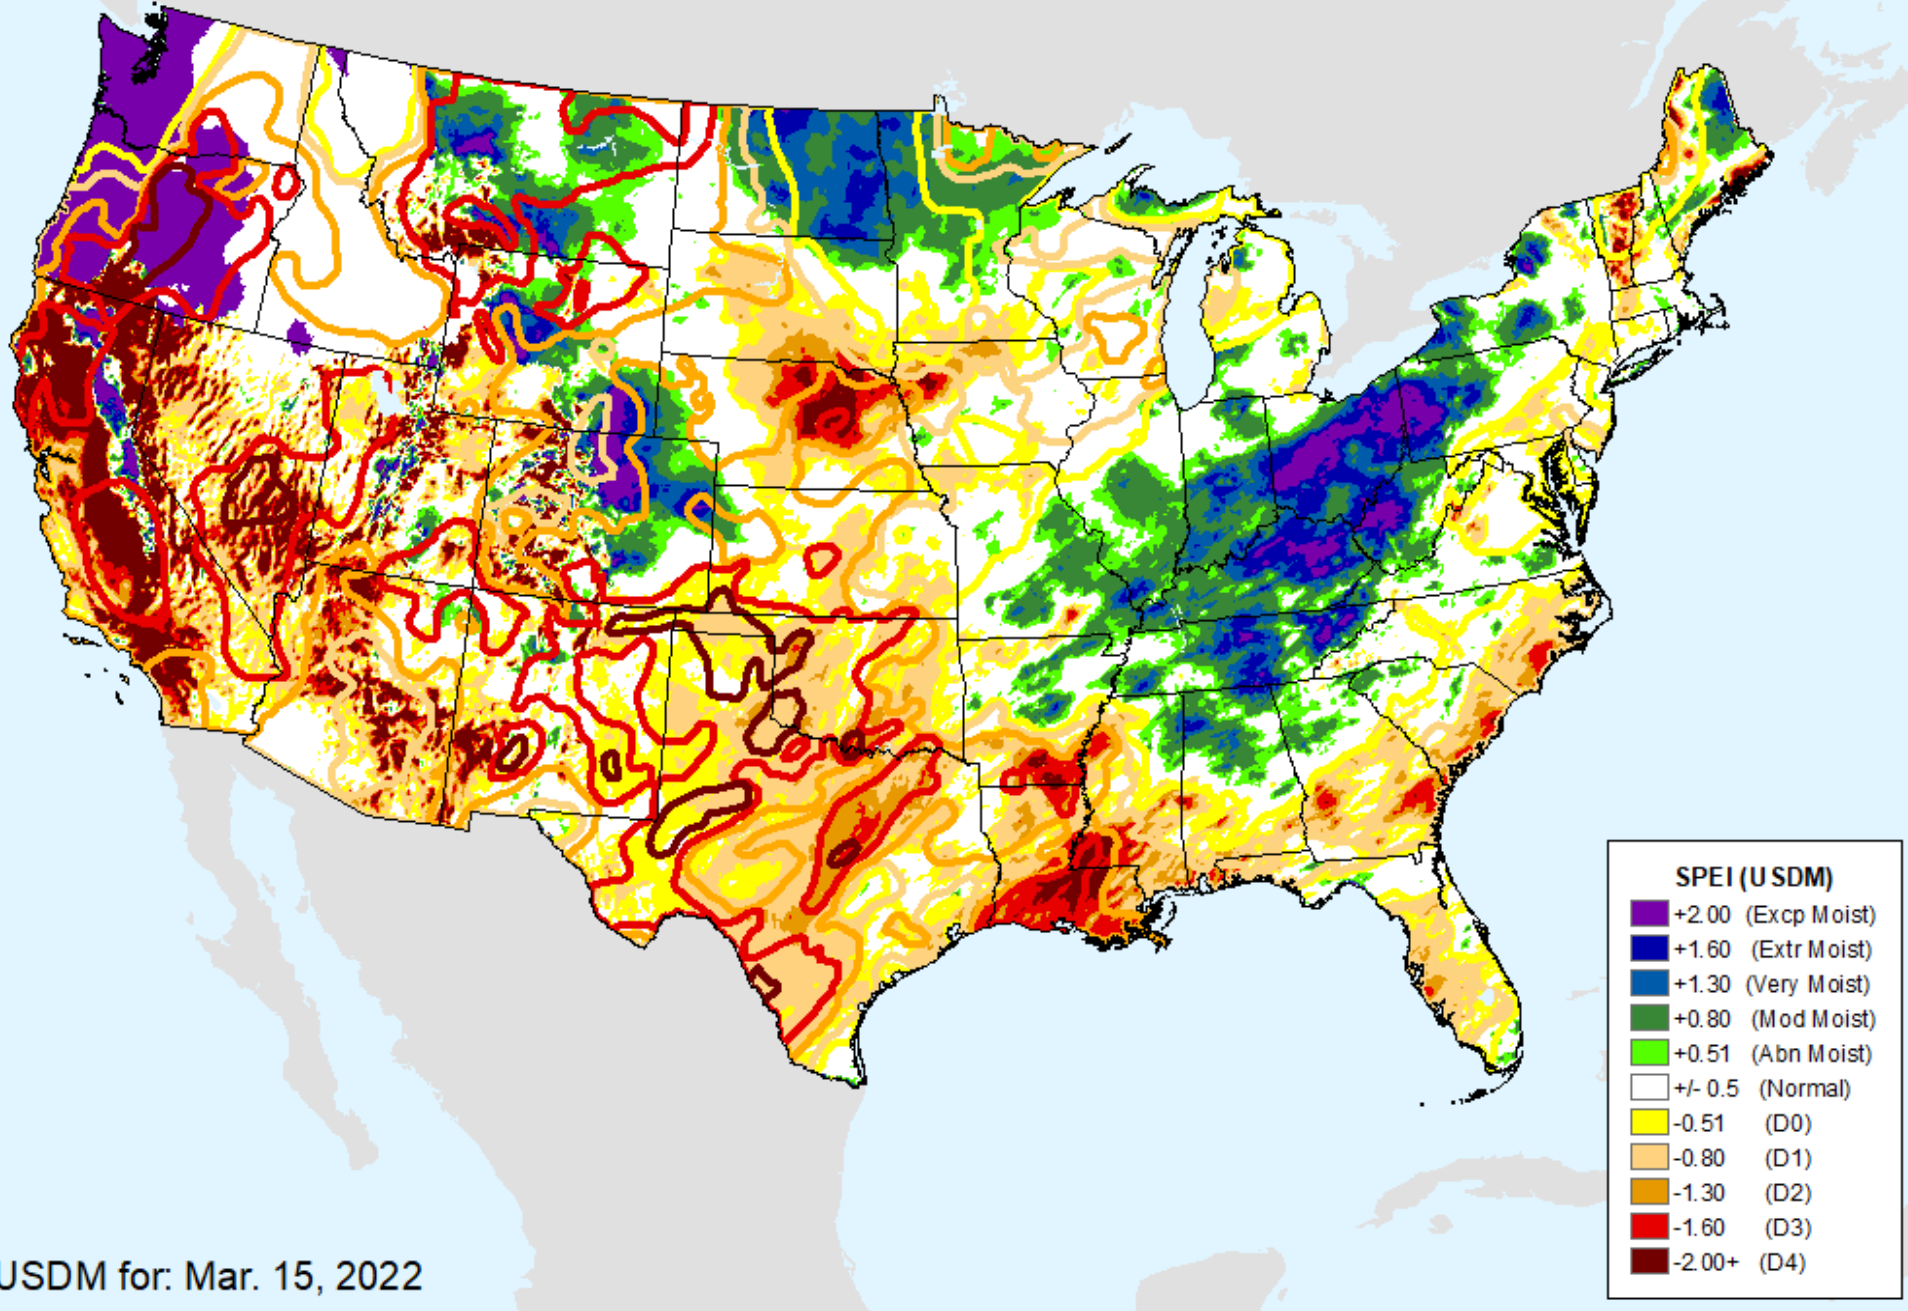 SPEI (USDM)
+2.00 (Excp Moist)
+1.60 (Extr Moist)
+1.30 (Very Moist)
+0.80 (Mod Moist)
+0.51 (Abn Moist)
+/- 0.5 (Normal)
-0.51 (D0)
-0.80 (D1)
-1.30 (D2)
-1.60 (D3)
-2.00+ (D4)
USDM for: Mar. 15, 2022